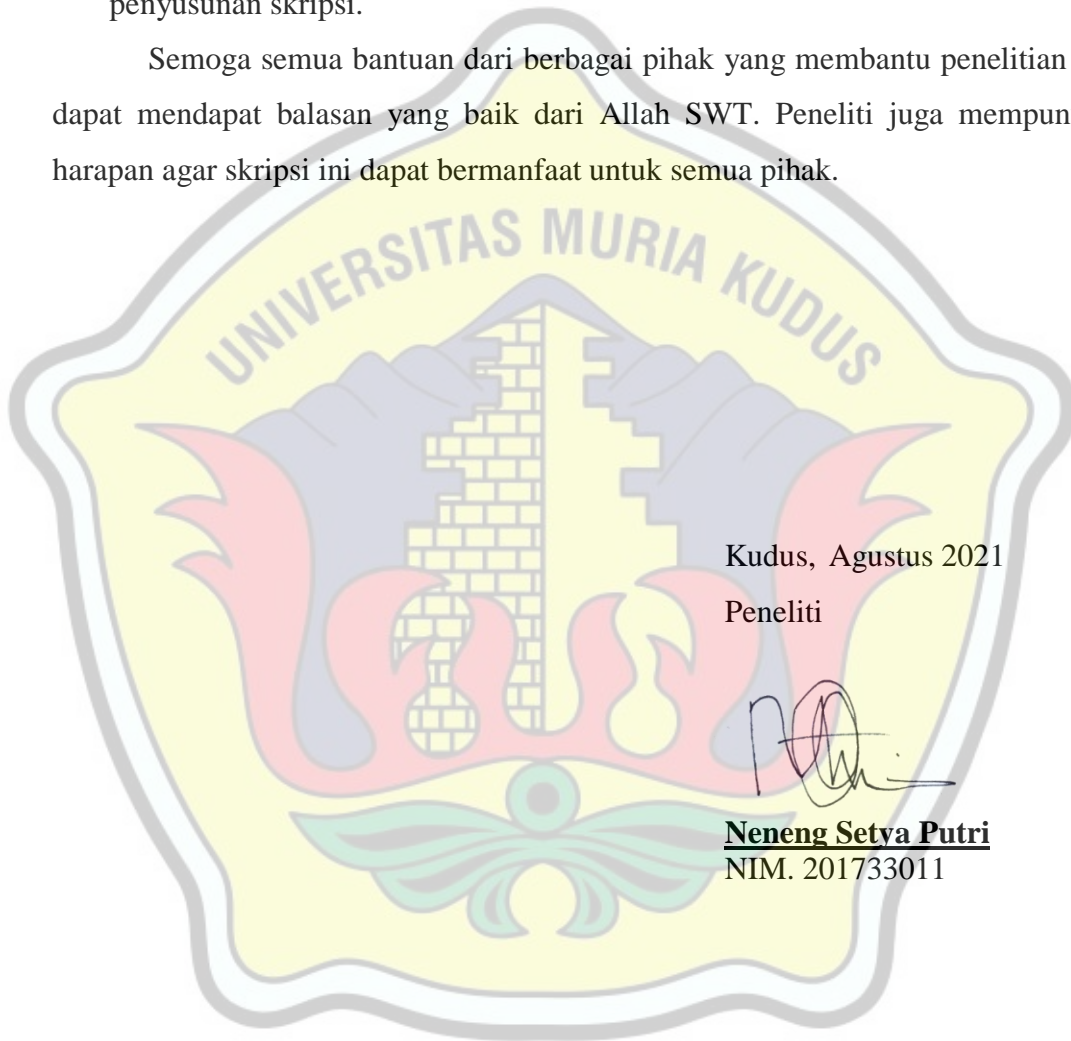 penyusunan skripsi.
Semoga semua bantuan dari berbagai pihak yang membantu penelitian
dapat mendapat balasan yang baik dari Allah SWT. Peneliti juga mempun
harapan agar skripsi ini dapat bermanfaat untuk semua pihak.
UNIVERSITAS MURIA KUDUS
Kudus, Agustus 2021
Peneliti
Neneng Setya Putri
NIM. 201733011